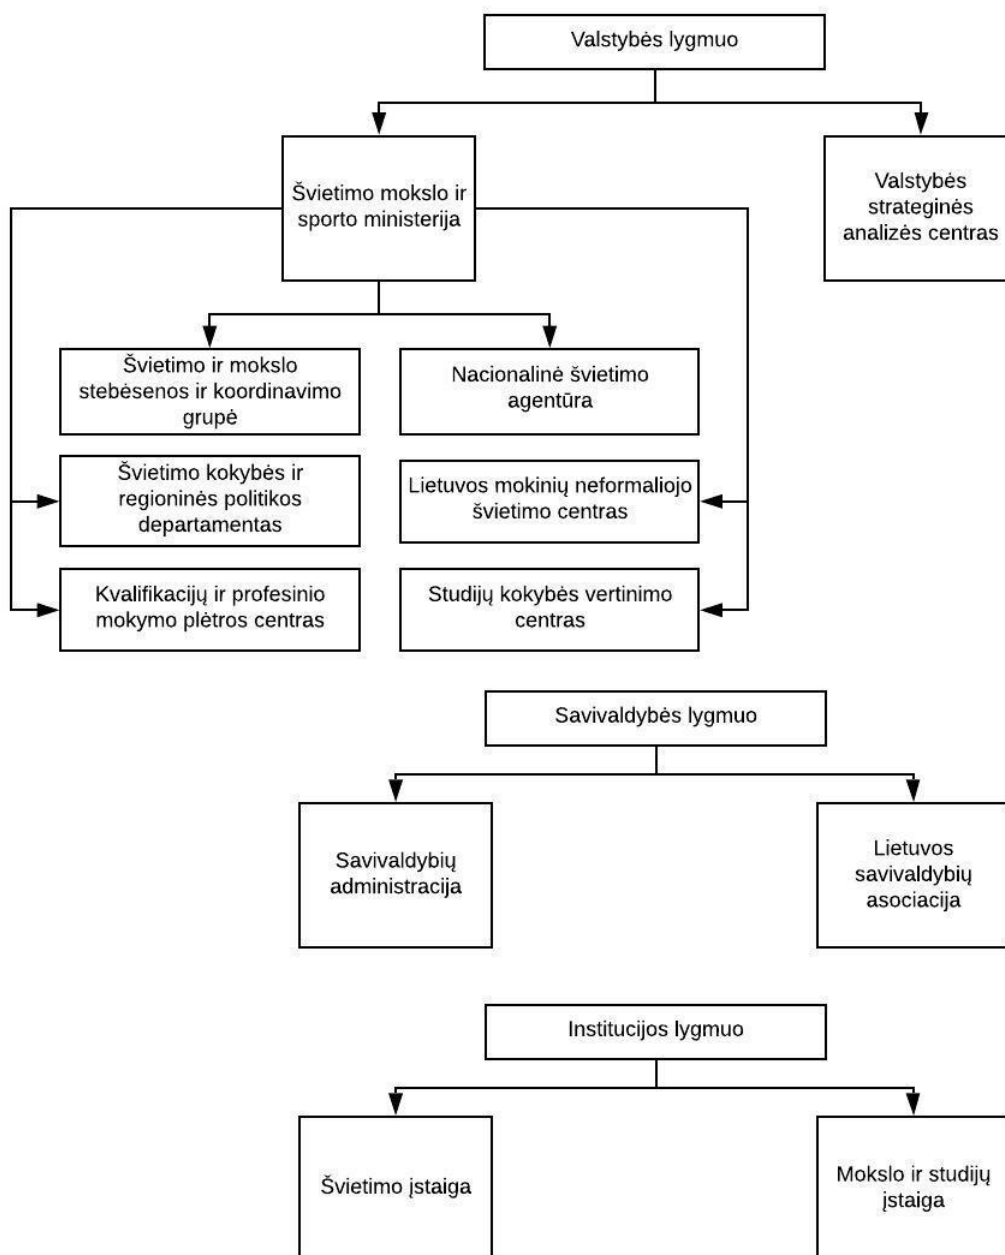 Valstybės lygmuo
Švietimo mokslo ir
sporto ministerija
Valstybės
strateginės
analizės centras
Švietimo ir mokslo
stebėsenos ir koordinavimo
grupė
Nacionalinė švietimo
agentūra
Švietimo kokybės ir
regioninės politikos
departamentas
Lietuvos mokinių neformaliojo
švietimo centras
Kvalifikacijų ir profesinio
mokymo plėtros centras
Studijų kokybės vertinimo
centras
Savivaldybės lygmuo
Savivaldybių
administracija
Lietuvos
savivaldybių
asociacija
Institucijos lygmuo
Švietimo įstaiga
Mokslo ir studijų
įstaiga